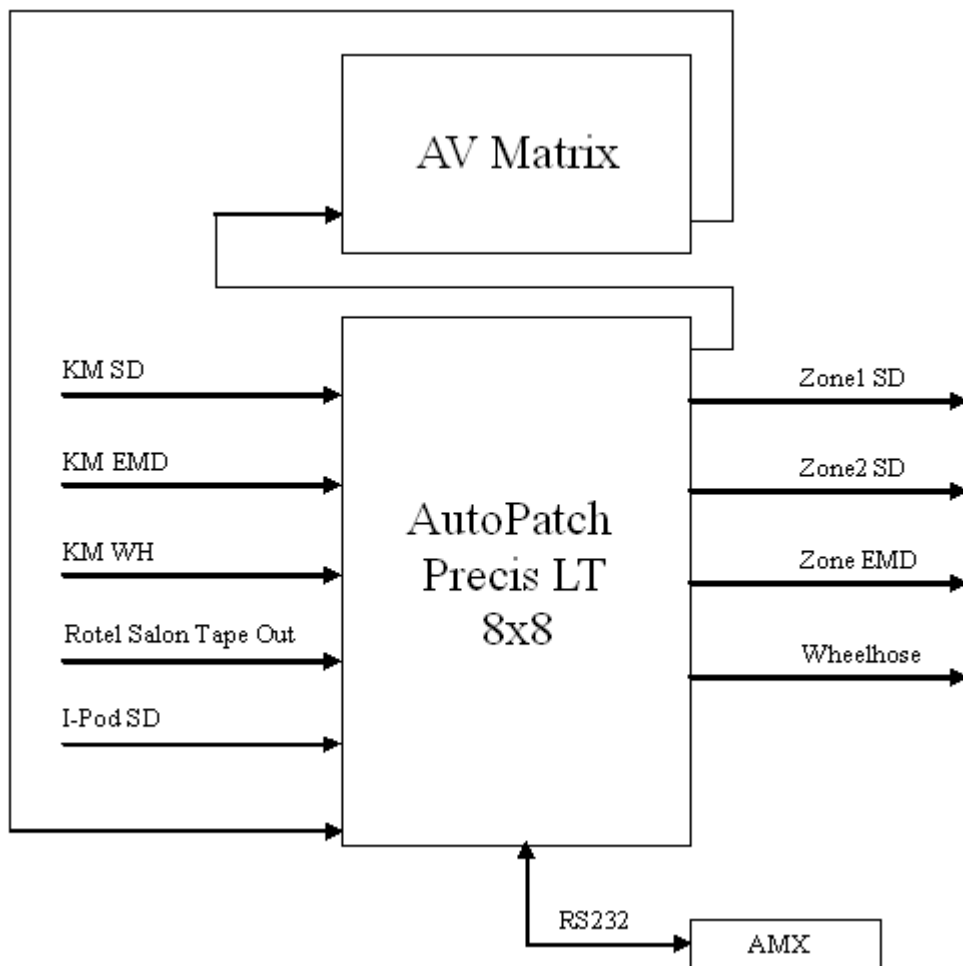 AV Matrix
KM SD
KM EMD
KM WH
Rotel Salon Tape Out
I-Pod SD
AutoPatch
Precis LT
8x8
Zone1 SD
Zone2 SD
Zone EMD
Wheelhose
RS232
AMX